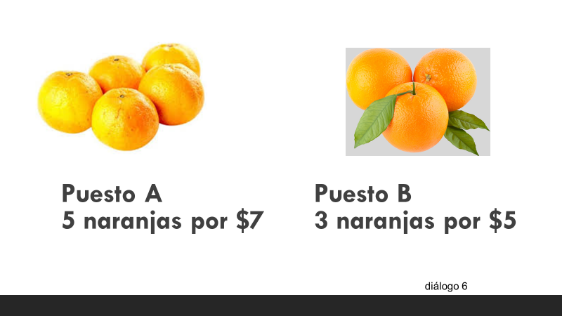 Puesto A
5 naranjas por $7
Puesto B
3 naranjas por $5
diálogo 6